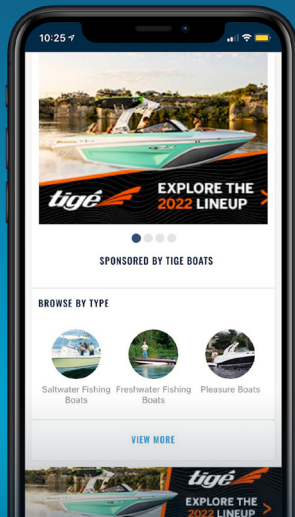 10:25
tigé
EXPLORE THE
2022 LINEUP
SPONSORED BY TIGE BOATS
BROWSE BY TYPE
Saltwater Fishing
Boats
Freshwater Fishing
Boats
Pleasure Boats
VIEW MORE
tigé
EXPLORE THE
2022 LINEUP